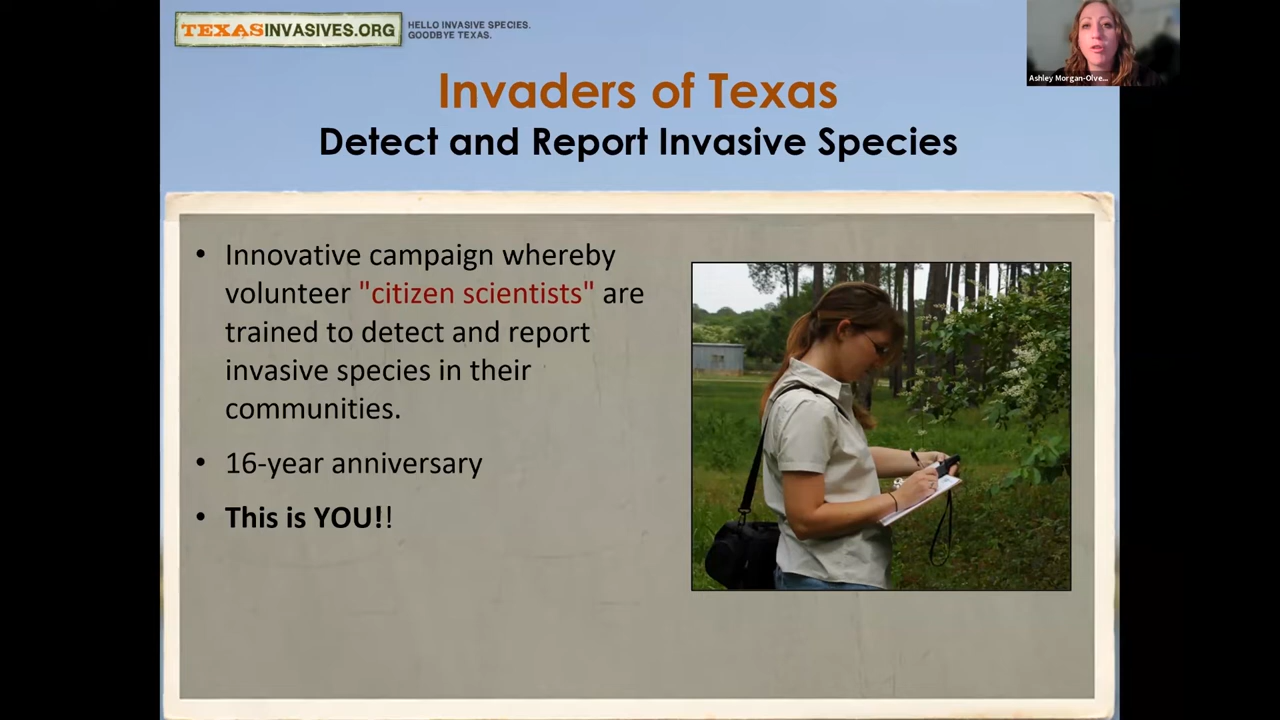 TEXASINVASIVES.ORG
HELLO INVASIVE SPECIES.
GOODBYE TEXAS.
Ashley Morgan-Olve...
Invaders of Texas
Detect and Report Invasive Species
• Innovative campaign whereby
volunteer "citizen scientists" are
trained to detect and report
invasive species in their
communities.
• 16-year anniversary
• This is YOU!!